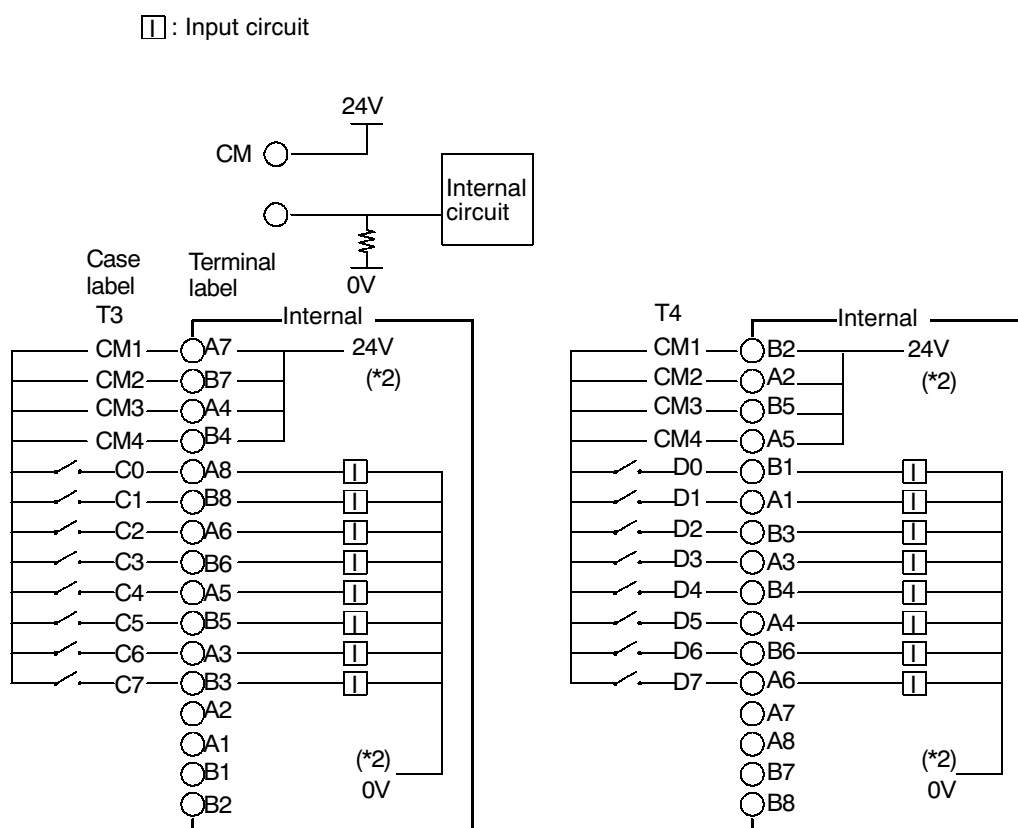 I : Input circuit
24V
CM
Internal
circuit
0V
Case
label
Terminal
label
T3
Internal
CM1 A7 24V
CM2 B7 (*2)
CM3 A4
CM4 B4
C0 A8 I
C1 B8 I
C2 A6 I
C3 B6 I
C4 A5 I
C5 B5 I
C6 A3 I
C7 B3 I
A2
A1
B1 (*2)
0V
B2
T4
Internal
CM1 B2 24V
CM2 A2 (*2)
CM3 B5
CM4 A5
D0 B1 I
D1 A1 I
D2 B3 I
D3 A3 I
D4 B4 I
D5 A4 I
D6 B6 I
D7 A6 I
A7
A8
B7 (*2)
0V
B8